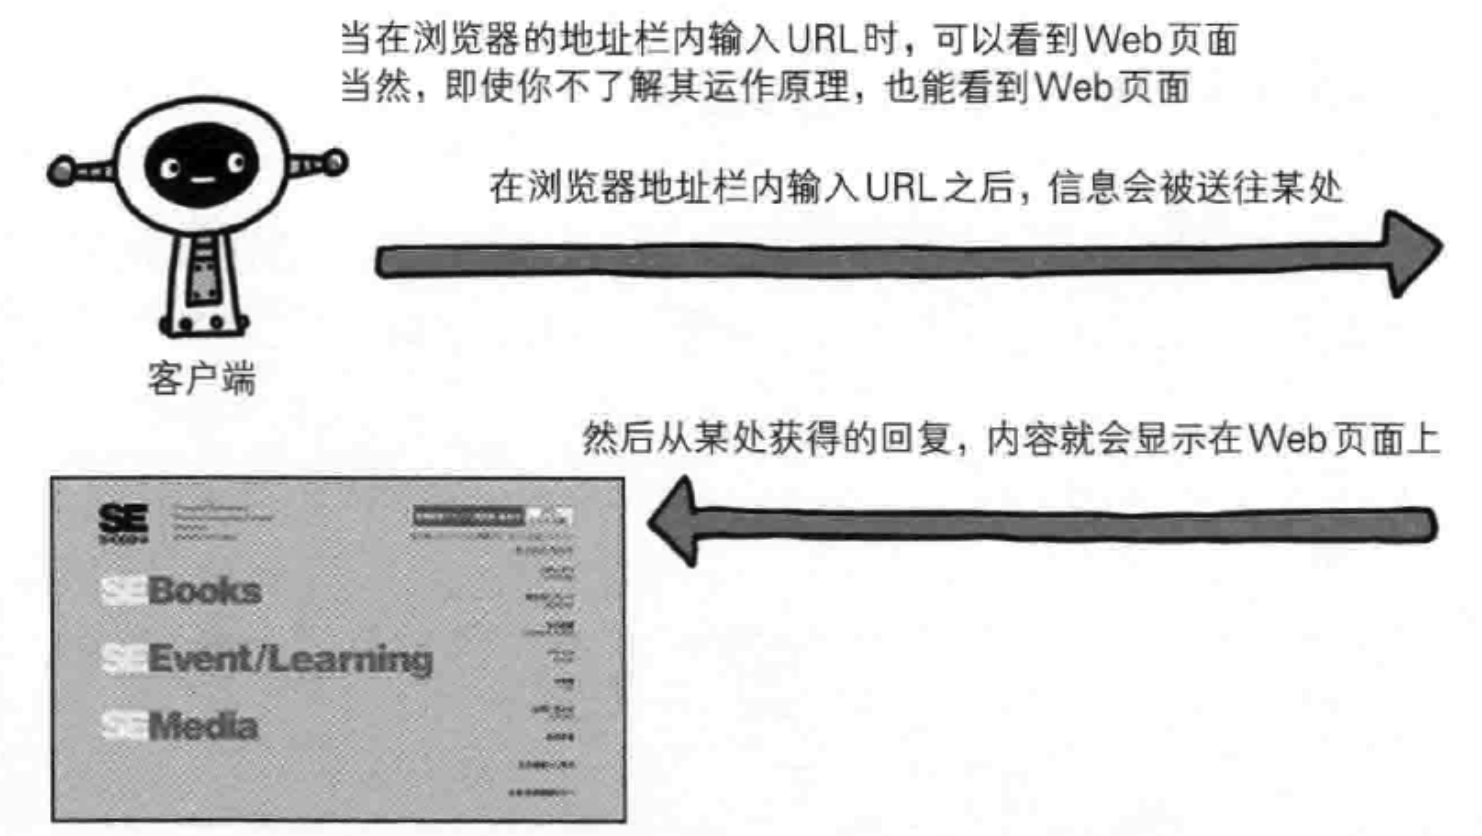 当在浏览器的地址栏内输入URL时，可以看到Web页面
当然，即使你不了解其运作原理，也能看到Web页面
在浏览器地址栏内输入URL之后，信息会被送往某处
客户端
然后从某处获得的回复，内容就会显示在Web页面上
SE
SEBooks
SEEvent/Learning
SEMedia